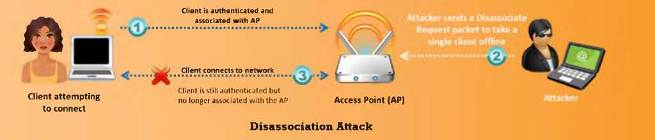 Client is authenticated and
associated with AP
1
Attacker sends a Disassociate
Request packet to take a
single client offline
2
Client connects to network
3
Client is still authenticated but
no longer associated with the AP
Client attempting
to connect
Access Point (AP)
Attacker
@
Disassociation Attack